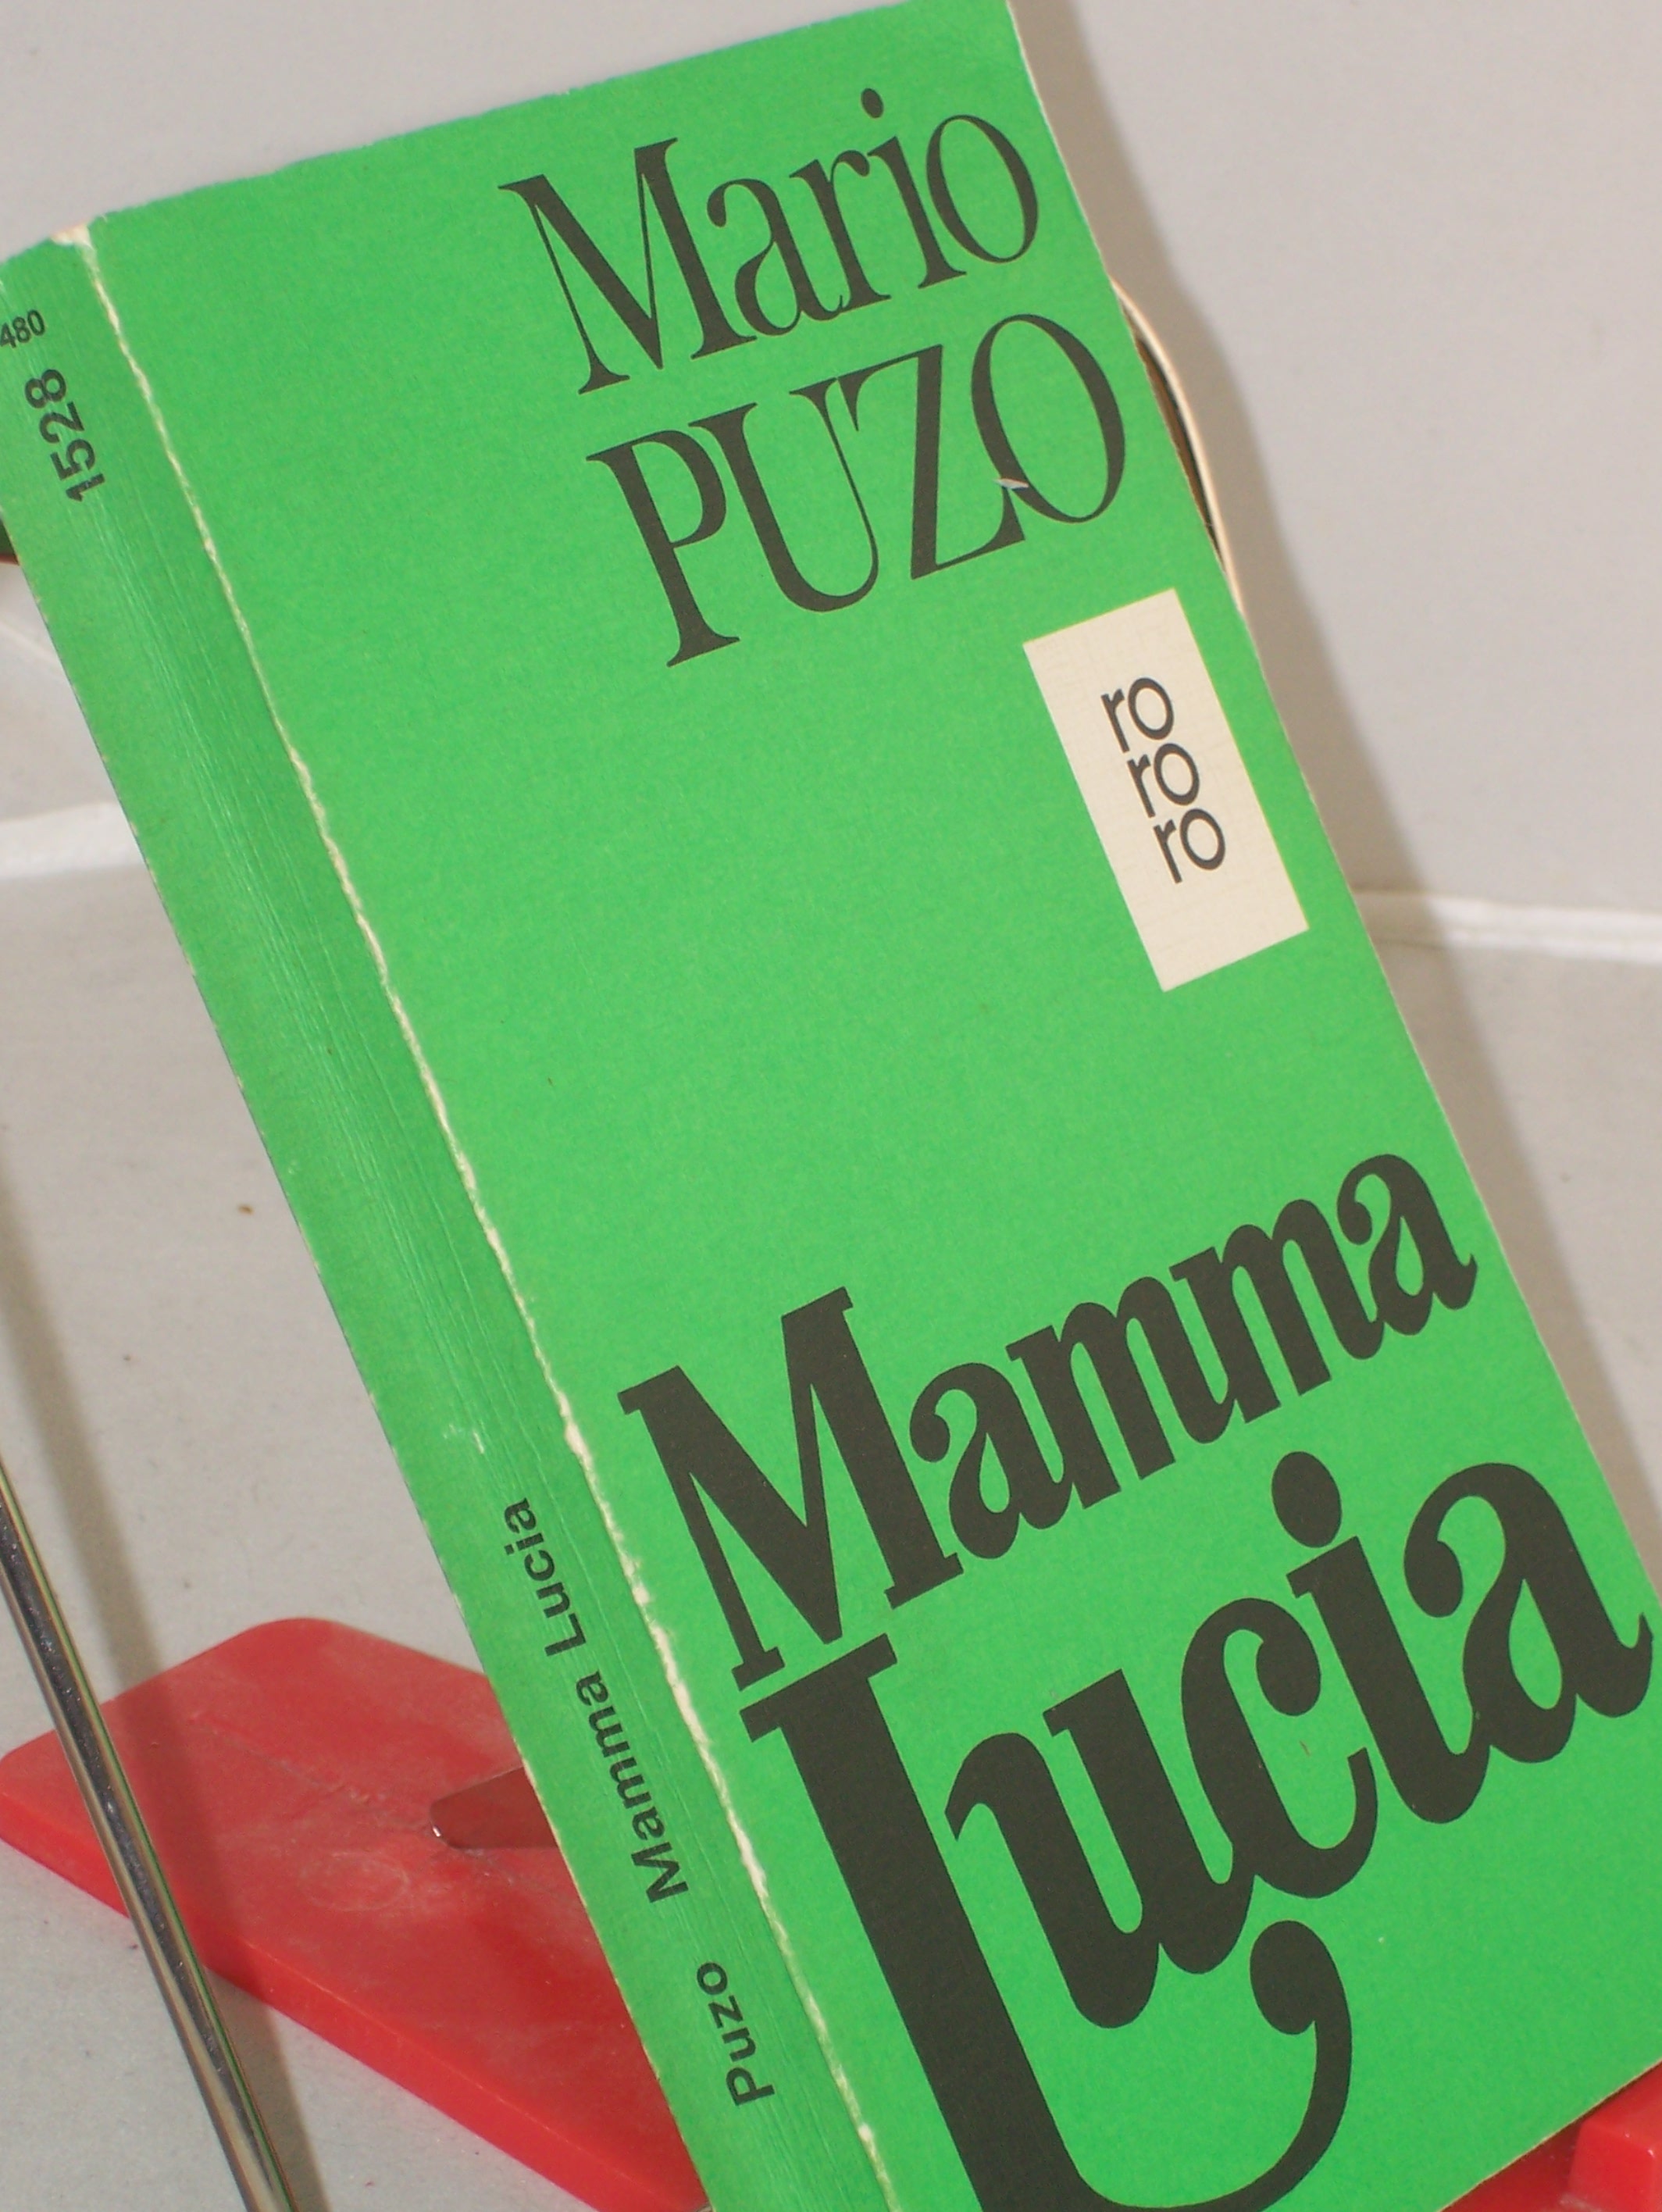 Mario
PUZO
ro
ro
ro
Mamma
Lucia
Puzo Mamma Lucia
1528
480